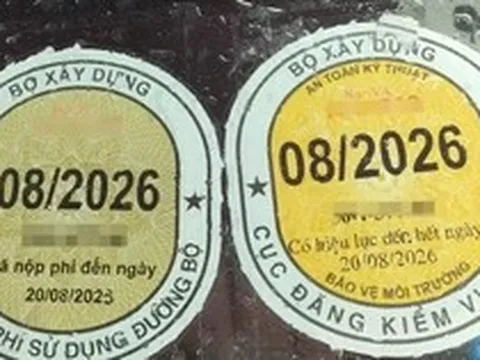 BỘ XÂY DỰNG
08/2026
ã nộp phí đến ngày
20/08/2026
PHÍ SỬ DỤNG ĐƯỜNG BỘ
BỘ XÂY DỰNG
AN TOÀN KỸ THUẬT
08/2026
Có hiệu lực đến hết ngày
20/08/2026
BẢO VỆ MÔI TRƯỜNG
CỤC ĐĂNG KIỂM V